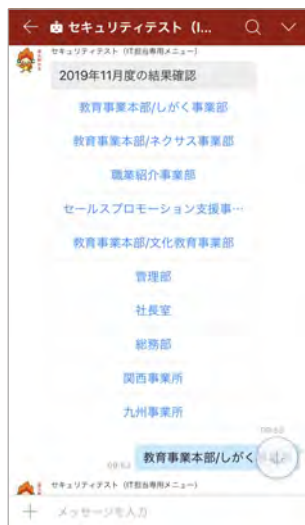 セキュリティテスト (I...
セキュリティテスト (IT担当専用メニュー)
2019年11月度の結果確認
教育事業本部/しがく事業部
教育事業本部/ネクサス事業部
職業紹介事業部
セールスプロモーション支援事…
教育事業本部/文化教育事業部
管理部
社長室
総務部
関西事業所
九州事業所
09:53
教育事業本部/しがく
09:53
セキュリティテスト (IT担当専用メニュー)
メッセージを入力